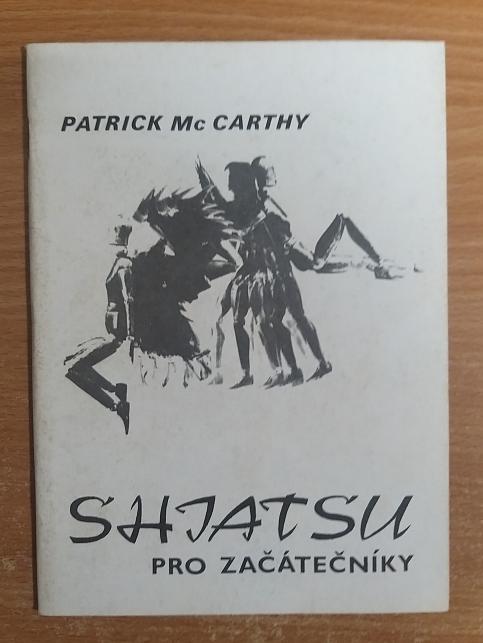 PATRICK Mc CARTHY
SHIATSU
PRO ZAČÁTEČNÍKY